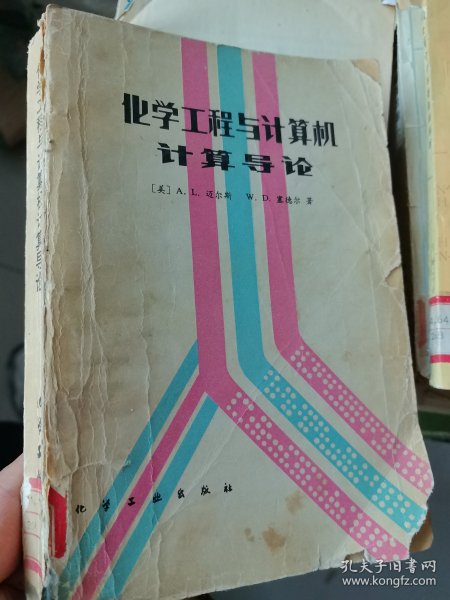 化学工程与计算机
计算导论
[美] A. L. 迈尔斯 W. D. 塞德尔 著
化学工业出版社
孔夫子旧书网
www.kongfz.com